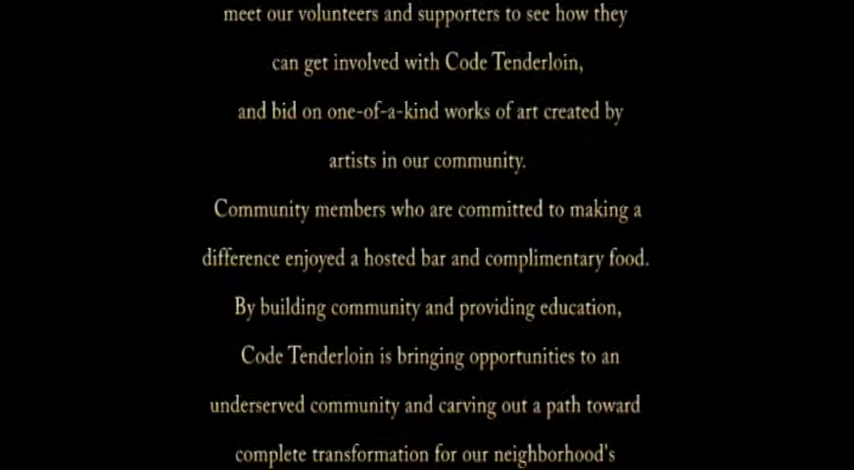 meet our volunteers and supporters to see how they
can get involved with Code Tenderloin,
and bid on one-of-a-kind works of art created by
artists in our community.
Community members who are committed to making a
difference enjoyed a hosted bar and complimentary food.
By building community and providing education,
Code Tenderloin is bringing opportunities to an
underserved community and carving out a path toward
complete transformation for our neighborhood's